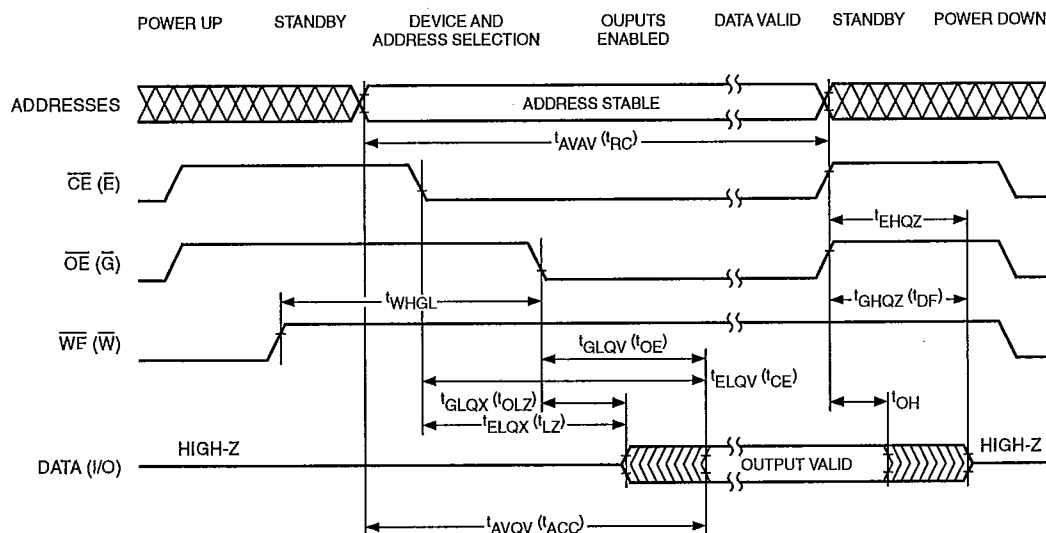 POWER UP STANDBY DEVICE AND ADDRESS SELECTION OUPUTS ENABLED DATA VALID STANDBY POWER DOWN
ADDRESSES
ADDRESS STABLE
tAVAV (tRC)
CE (E)
tEHQZ
OE (G)
tWHGL
tGHQZ (tDF)
WE (W)
tGLQV (tOE)
tELQV (tCE)
tGLQX (tOLZ)
tOH
tELQX (tLZ)
HIGH-Z
HIGH-Z
DATA (I/O)
OUTPUT VALID
tAVQV (tACC)